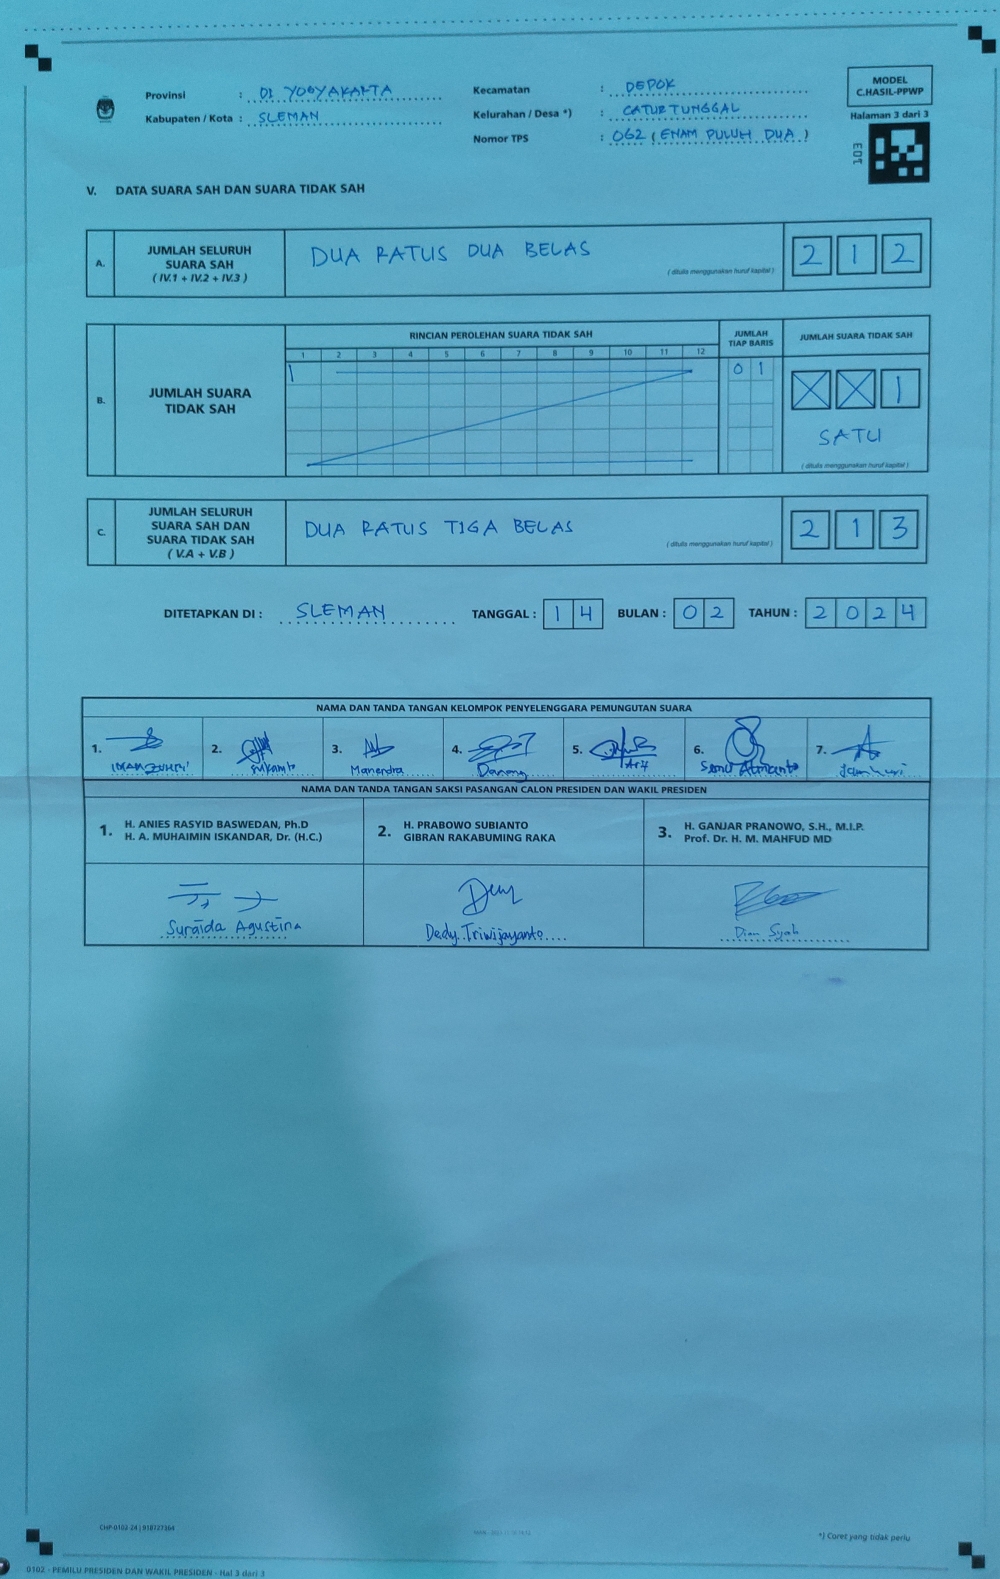 Provinsi : DI YOGYAKARTA
Kabupaten / Kota : SLEMAN
Kecamatan : DEPOK
Kelurahan / Desa *) : CATUR TUNGGAL
Nomor TPS : 062 ( ENAM PULUH DUA )
MODEL
C.HASIL-PPWP
Halaman 3 dari 3
103
V. DATA SUARA SAH DAN SUARA TIDAK SAH
A. JUMLAH SELURUH SUARA SAH ( IV.1 + IV.2 + IV.3 )
DUA RATUS DUA BELAS
( ditulis menggunakan huruf kapital )
2 1 2
B. JUMLAH SUARA TIDAK SAH
RINCIAN PEROLEHAN SUARA TIDAK SAH
1 2 3 4 5 6 7 8 9 10 11 12
JUMLAH TIAP BARIS
0 1
JUMLAH SUARA TIDAK SAH
X X 1
SATU
( ditulis menggunakan huruf kapital )
C. JUMLAH SELURUH SUARA SAH DAN SUARA TIDAK SAH ( V.A + V.B )
DUA RATUS TIGA BELAS
( ditulis menggunakan huruf kapital )
2 1 3
DITETAPKAN DI : SLEMAN TANGGAL : 1 4 BULAN : 0 2 TAHUN : 2 0 2 4
NAMA DAN TANDA TANGAN KELOMPOK PENYELENGGARA PEMUNGUTAN SUARA
1. 2. 3. 4. 5. 6. 7.
IMAM ZUHRI Sukamto Mahendra Danang Arif Jamhuri
NAMA DAN TANDA TANGAN SAKSI PASANGAN CALON PRESIDEN DAN WAKIL PRESIDEN
1. H. ANIES RASYID BASWEDAN, Ph.D
H. A. MUHAIMIN ISKANDAR, Dr. (H.C.)
2. H. PRABOWO SUBIANTO
GIBRAN RAKABUMING RAKA
3. H. GANJAR PRANOWO, S.H., M.I.P.
Prof. Dr. H. M. MAHFUD MD
Suraida Agustina
Dedy Triwijayanto
Dian Syah
CHP-0102-24 | 918727364
*) Coret yang tidak perlu
0102 - PEMILU PRESIDEN DAN WAKIL PRESIDEN - Hal 3 dari 3